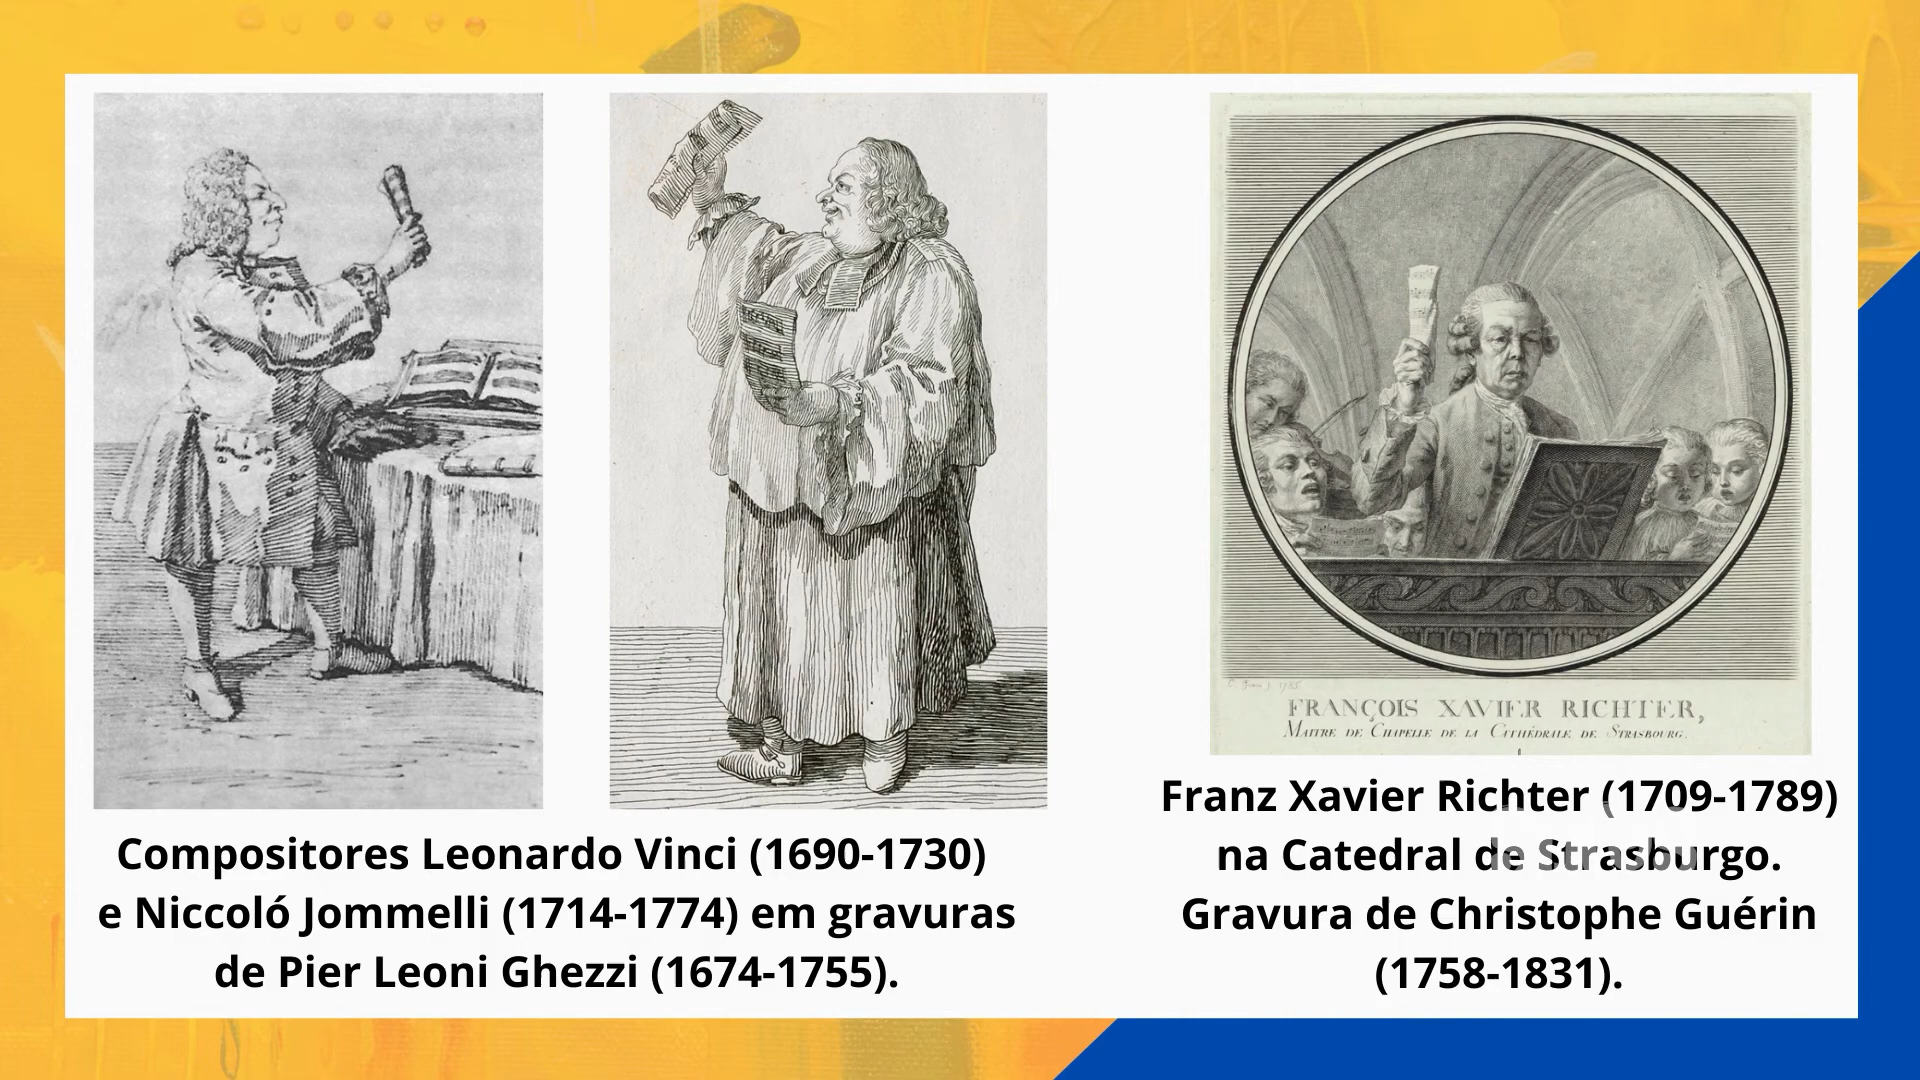 FRANÇOIS XAVIER RICHTER,
MAITRE DE CHAPELLE DE LA CATHÉDRALE DE STRASBOURG.
Compositores Leonardo Vinci (1690-1730)
e Niccoló Jommelli (1714-1774) em gravuras
de Pier Leoni Ghezzi (1674-1755).
Franz Xavier Richter (1709-1789)
na Catedral de Strasburgo.
Gravura de Christophe Guérin
(1758-1831).